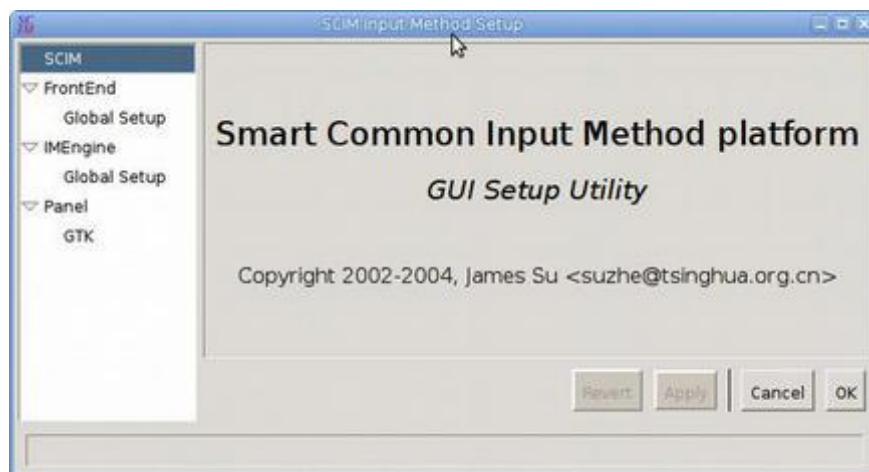 SCIM Input Method Setup
SCIM
FrontEnd
Global Setup
IMEngine
Global Setup
Panel
GTK
Smart Common Input Method platform
GUI Setup Utility
Copyright 2002-2004, James Su <suzhe@tsinghua.org.cn>
Revert Apply Cancel OK